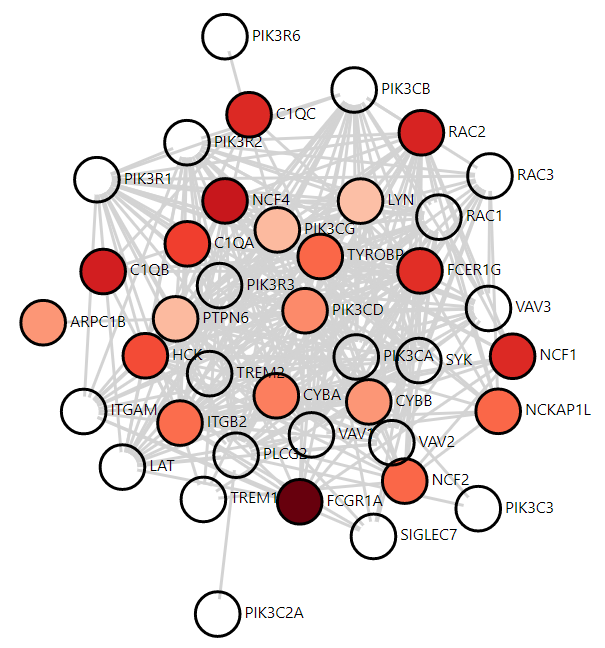 PIK3R6
PIK3CB
C1QC
RAC2
PIK3R2
RAC3
PIK3R1
NCF4
LYN
RAC1
PIK3CG
C1QA
TYROBP
C1QB
FCER1G
PIK3R3
VAV3
PIK3CD
PTPN6
ARPC1B
HCK
PIK3CA
SYK
NCF1
TREM2
CYBA
CYBB
ITGAM
NCKAP1L
ITGB2
VAV1
VAV2
PLCG2
LAT
NCF2
TREM1
FCGR1A
PIK3C3
SIGLEC7
PIK3C2A